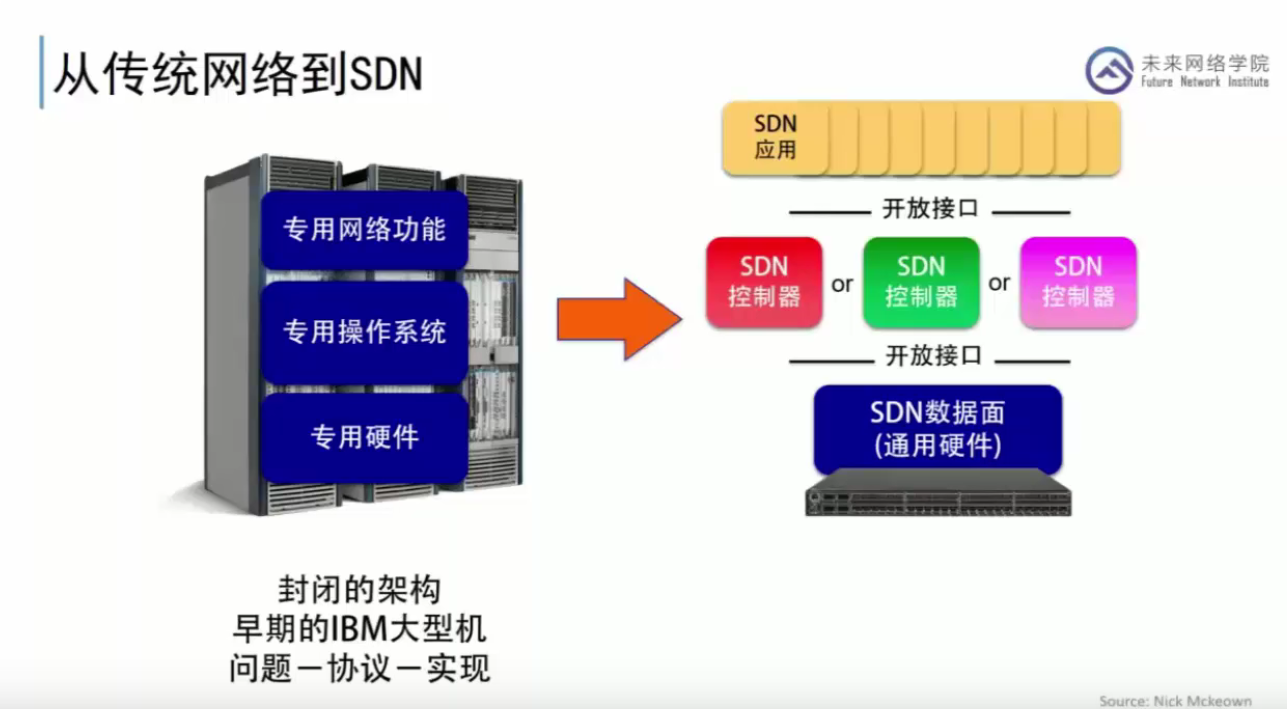 从传统网络到SDN
未来网络学院
Future Network Institute
专用网络功能
专用操作系统
专用硬件
封闭的架构
早期的IBM大型机
问题－协议－实现
SDN
应用
开放接口
SDN
控制器
or
SDN
控制器
or
SDN
控制器
开放接口
SDN数据面
(通用硬件)
Source: Nick Mckeown